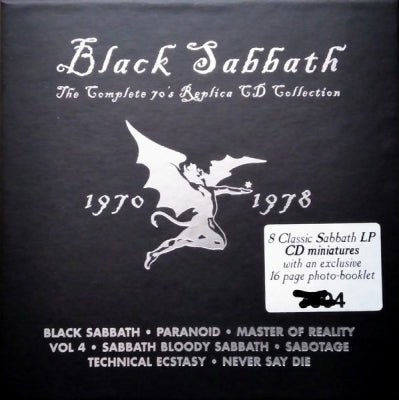 Black Sabbath
The Complete 70's Replica CD Collection
1970 1978
8 Classic Sabbath LP
CD miniatures
with an exclusive
16 page photo-booklet
4
BLACK SABBATH • PARANOID • MASTER OF REALITY
VOL 4 • SABBATH BLOODY SABBATH • SABOTAGE
TECHNICAL ECSTASY • NEVER SAY DIE